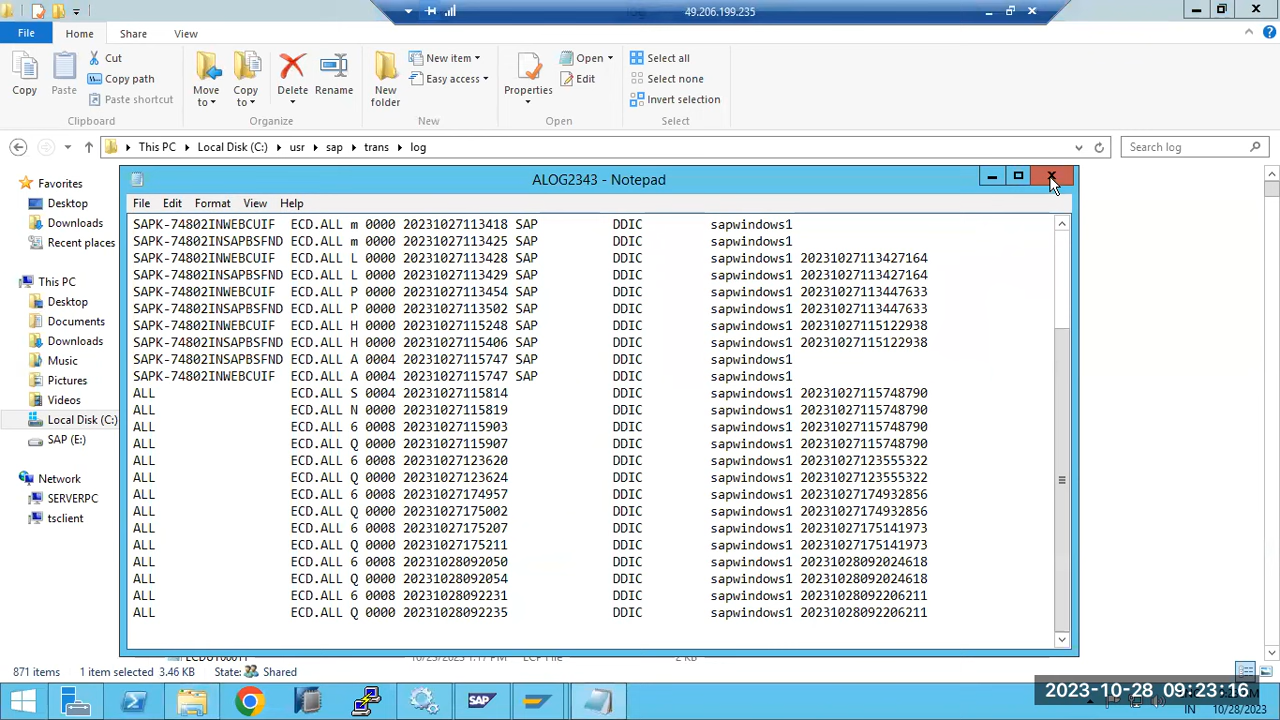 49.206.199.235
File Home Share View
Cut
Copy path
Paste shortcut
Copy Paste
Clipboard
Move to Copy to Delete Rename
Organize
New folder
New item
Easy access
New
Properties
Open
Edit
Open
Select all
Select none
Invert selection
Select
This PC Local Disk (C:) usr sap trans log
Search log
Favorites
Desktop
Downloads
Recent places
This PC
Desktop
Documents
Downloads
Music
Pictures
Videos
Local Disk (C:)
SAP (E:)
Network
SERVERPC
tsclient
ALOG2343 - Notepad
File Edit Format View Help
SAPK-74802INWEBCUIF ECD.ALL m 0000 20231027113418 SAP DDIC sapwindows1
SAPK-74802INSAPBSFND ECD.ALL m 0000 20231027113425 SAP DDIC sapwindows1
SAPK-74802INWEBCUIF ECD.ALL L 0000 20231027113428 SAP DDIC sapwindows1 20231027113427164
SAPK-74802INSAPBSFND ECD.ALL L 0000 20231027113429 SAP DDIC sapwindows1 20231027113427164
SAPK-74802INWEBCUIF ECD.ALL P 0000 20231027113454 SAP DDIC sapwindows1 20231027113447633
SAPK-74802INSAPBSFND ECD.ALL P 0000 20231027113502 SAP DDIC sapwindows1 20231027113447633
SAPK-74802INWEBCUIF ECD.ALL H 0000 20231027115248 SAP DDIC sapwindows1 20231027115122938
SAPK-74802INSAPBSFND ECD.ALL H 0000 20231027115406 SAP DDIC sapwindows1 20231027115122938
SAPK-74802INSAPBSFND ECD.ALL A 0004 20231027115747 SAP DDIC sapwindows1
SAPK-74802INWEBCUIF ECD.ALL A 0004 20231027115747 SAP DDIC sapwindows1
ALL ECD.ALL S 0004 20231027115814 DDIC sapwindows1 20231027115748790
ALL ECD.ALL N 0000 20231027115819 DDIC sapwindows1 20231027115748790
ALL ECD.ALL 6 0008 20231027115903 DDIC sapwindows1 20231027115748790
ALL ECD.ALL Q 0000 20231027115907 DDIC sapwindows1 20231027115748790
ALL ECD.ALL 6 0008 20231027123620 DDIC sapwindows1 20231027123555322
ALL ECD.ALL Q 0000 20231027123624 DDIC sapwindows1 20231027123555322
ALL ECD.ALL 6 0008 20231027174957 DDIC sapwindows1 20231027174932856
ALL ECD.ALL Q 0000 20231027175002 DDIC sapwindows1 20231027174932856
ALL ECD.ALL 6 0008 20231027175207 DDIC sapwindows1 20231027175141973
ALL ECD.ALL Q 0000 20231027175211 DDIC sapwindows1 20231027175141973
ALL ECD.ALL 6 0008 20231028092050 DDIC sapwindows1 20231028092024618
ALL ECD.ALL Q 0000 20231028092054 DDIC sapwindows1 20231028092024618
ALL ECD.ALL 6 0008 20231028092231 DDIC sapwindows1 20231028092206211
ALL ECD.ALL Q 0000 20231028092235 DDIC sapwindows1 20231028092206211
871 items 1 item selected 3.46 KB State: Shared
SAP
2023-10-28 09:23:16
IN 10/28/2023